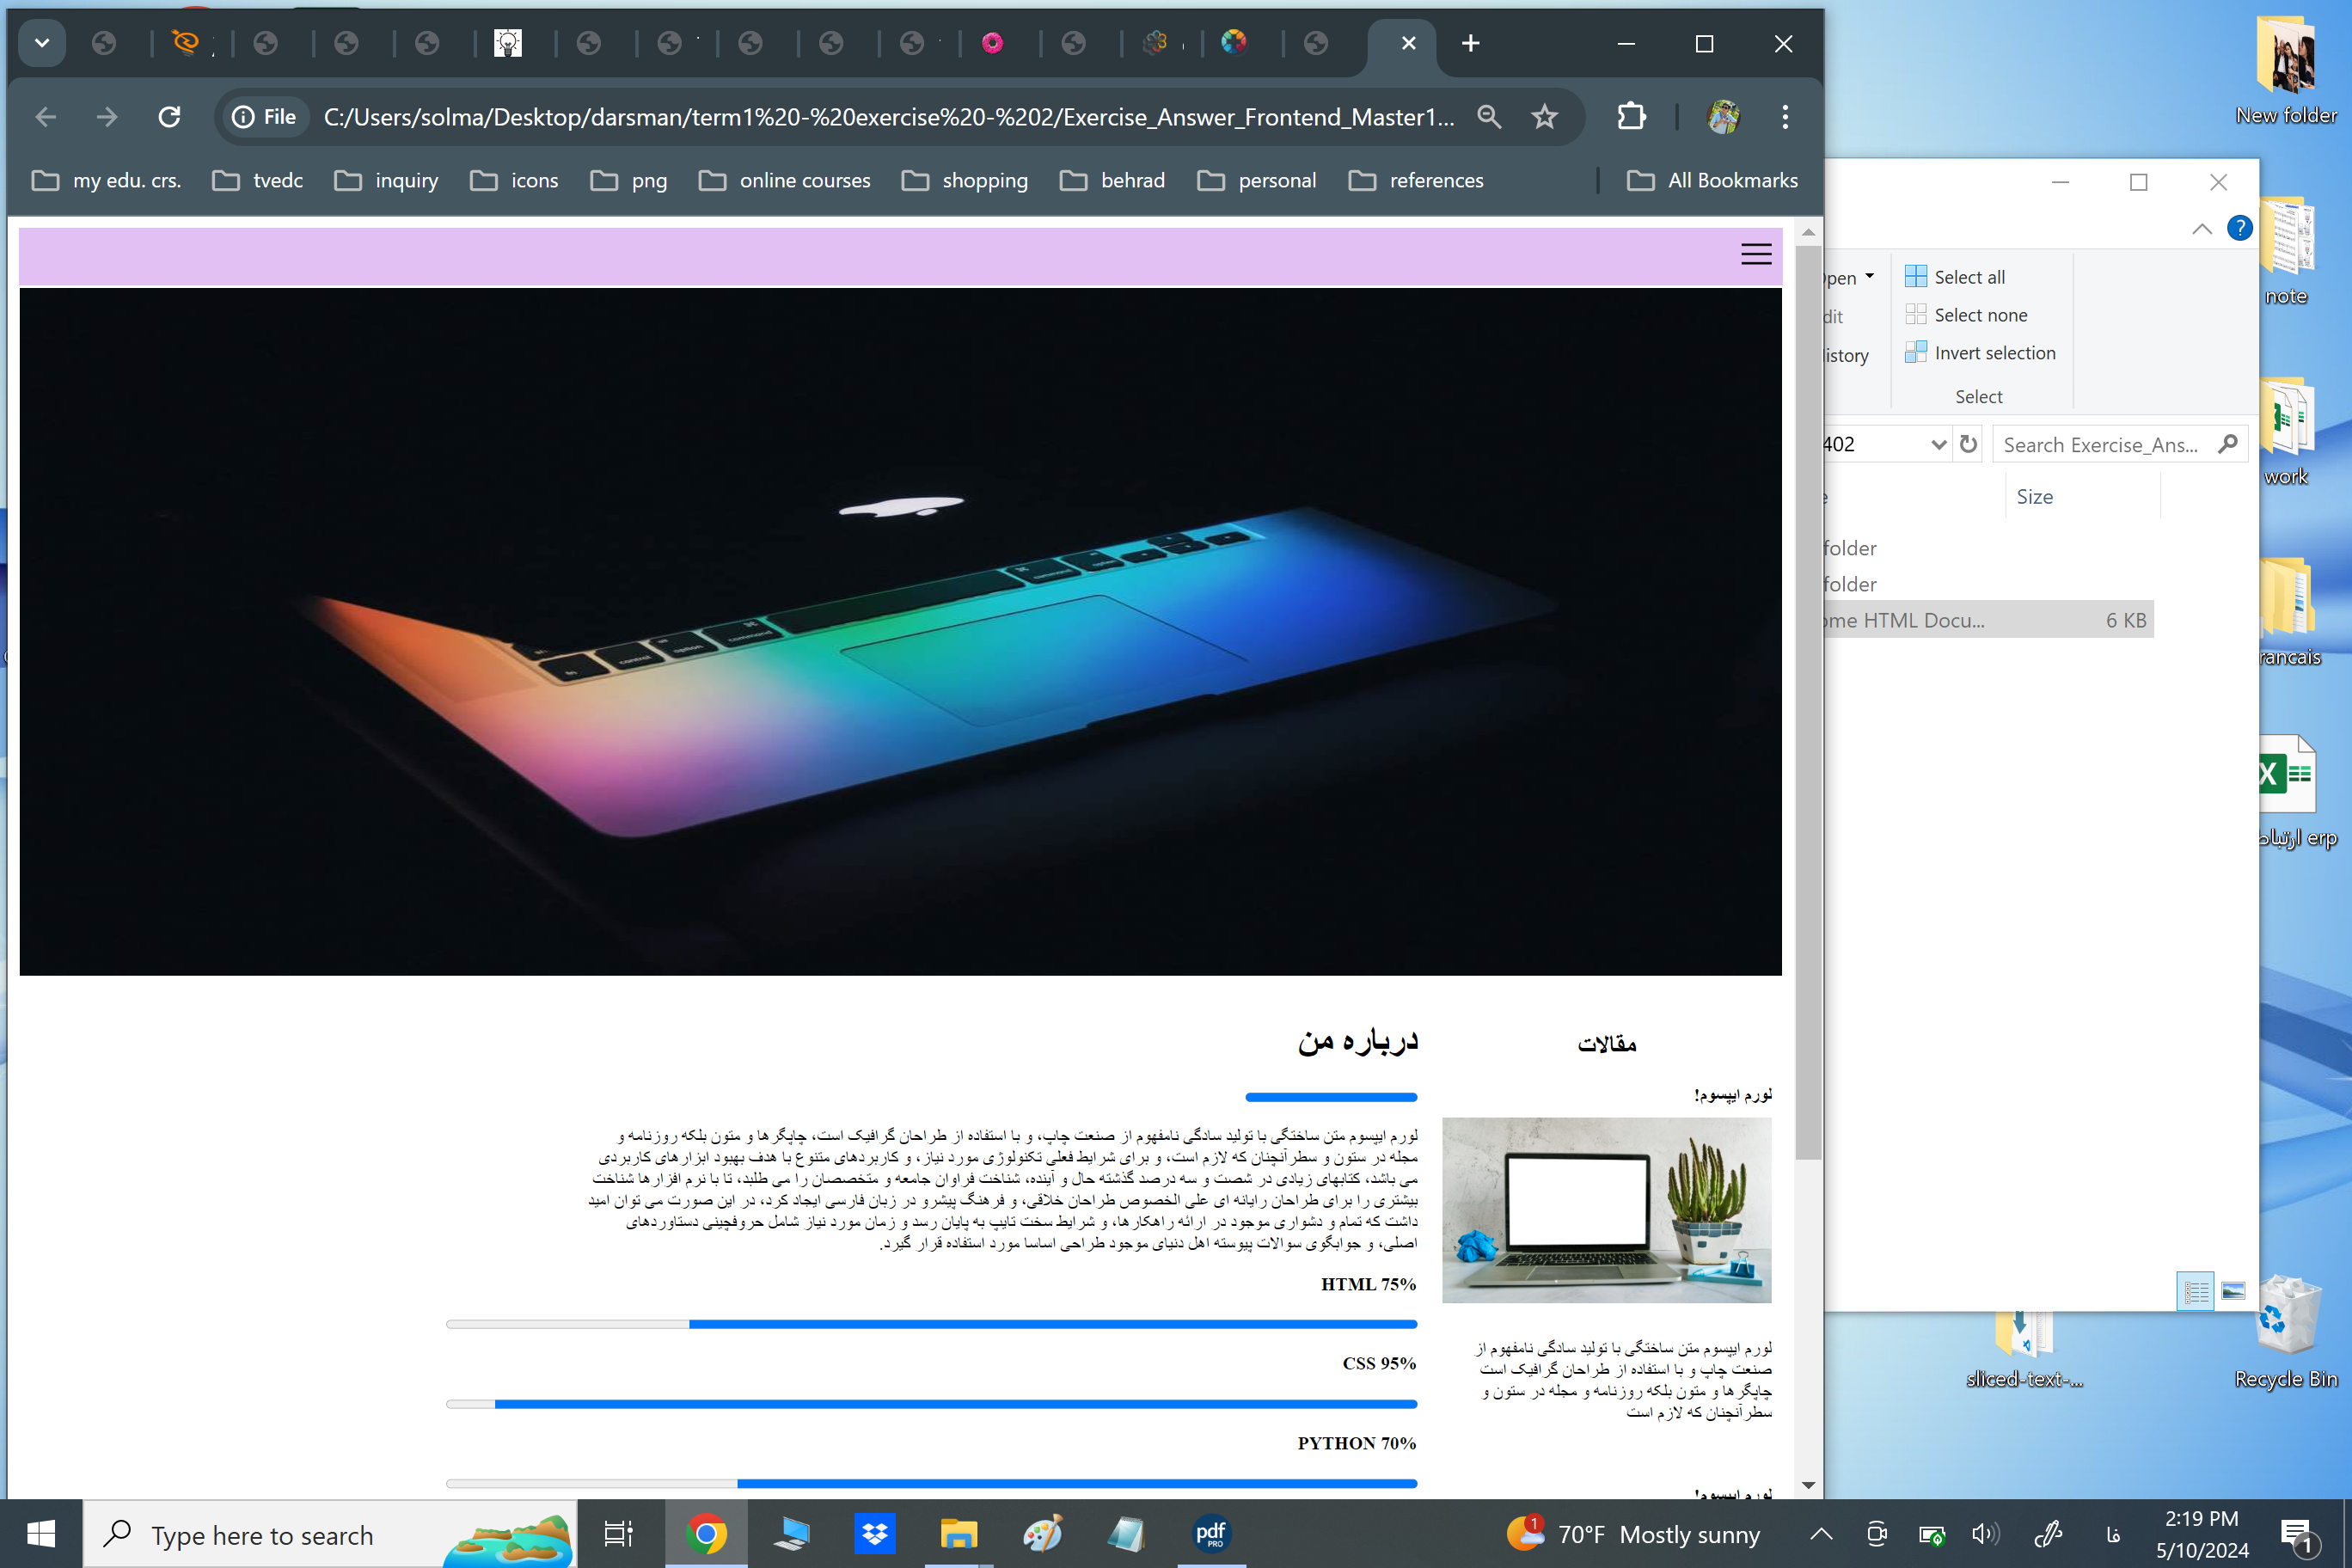 File
C:/Users/solma/Desktop/darsman/term1%20-%20exercise%20-%202/Exercise_Answer_Frontend_Master1...
my edu. crs.
tvedc
inquiry
icons
png
online courses
shopping
behrad
personal
references
All Bookmarks
درباره من
لورم ایپسوم متن ساختگی با تولید سادگی نامفهوم از صنعت چاپ، و با استفاده از طراحان گرافیک است، چاپگرها و متون بلکه روزنامه و
مجله در ستون و سطرآنچنان که لازم است، و برای شرایط فعلی تکنولوژی مورد نیاز، و کاربردهای متنوع با هدف بهبود ابزارهای کاربردی
می باشد، کتابهای زیادی در شصت و سه درصد گذشته حال و آینده، شناخت فراوان جامعه و متخصصان را می طلبد، تا با نرم افزارها شناخت
بیشتری را برای طراحان رایانه ای علی الخصوص طراحان خلاقی، و فرهنگ پیشرو در زبان فارسی ایجاد کرد، در این صورت می توان امید
داشت که تمام و دشواری موجود در ارائه راهکارها، و شرایط سخت تایپ به پایان رسد و زمان مورد نیاز شامل حروفچینی دستاوردهای
اصلی، و جوابگوی سوالات پیوسته اهل دنیای موجود طراحی اساسا مورد استفاده قرار گیرد.
HTML 75%
CSS 95%
PYTHON 70%
مقالات
لورم ایپسوم!
لورم ایپسوم متن ساختگی با تولید سادگی نامفهوم از
صنعت چاپ و با استفاده از طراحان گرافیک است
چاپگرها و متون بلکه روزنامه و مجله در ستون و
سطرآنچنان که لازم است
لورم ایپسوم!
pen
Select all
dit
Select none
istory
Invert selection
Select
402
Search Exercise_Ans...
Size
folder
folder
ome HTML Docu...
6 KB
New folder
note
work
rancais
ارتباط erp
sliced-text-...
Recycle Bin
Type here to search
pdf
PRO
1
70°F Mostly sunny
فا
2:19 PM
5/10/2024
1